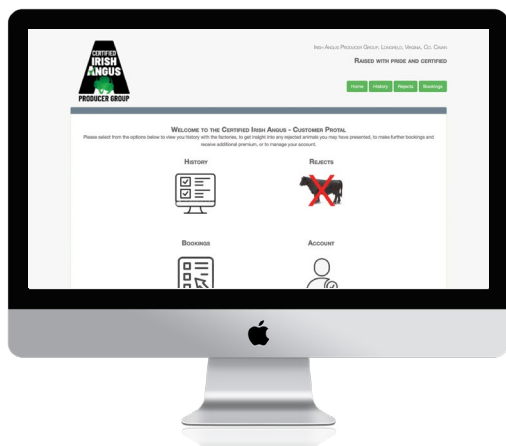 CERTIFIED
IRISH
ANGUS
PRODUCER GROUP
Irish Angus Producer Group, Lurgfield, Virginia, Co. Cavan
Raised with pride and certified
Home History Rejects Bookings
Welcome to the Certified Irish Angus - Customer Protal
Please select from the options below to view you history with the factories, to get insight into any rejected animals you may have presented, to make further bookings and
receive additional premium, or to manage your account.
History Rejects
Bookings Account